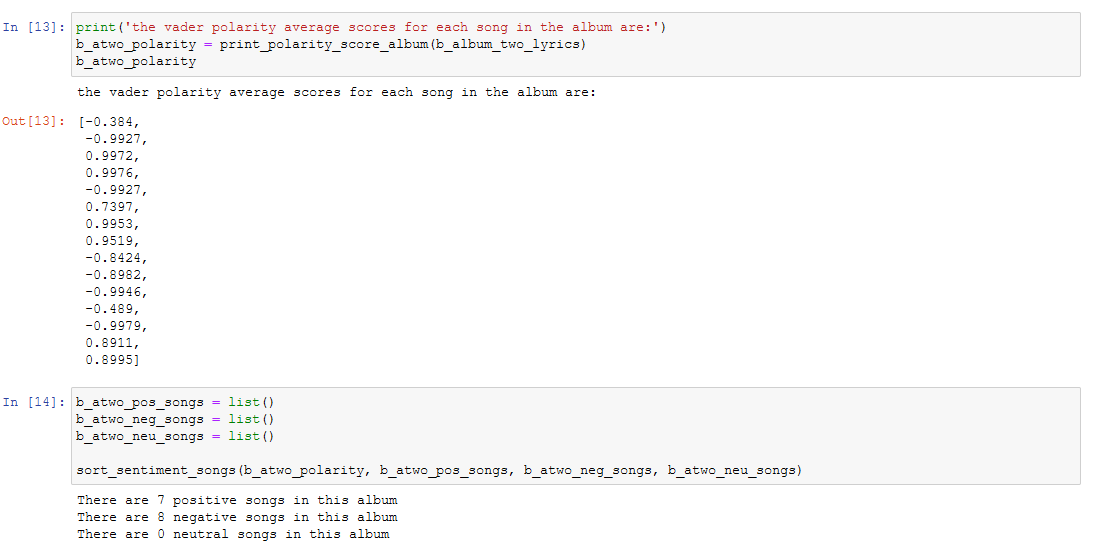 In [13]: print('the vader polarity average scores for each song in the album are:')
b_atwo_polarity = print_polarity_score_album(b_album_two_lyrics)
b_atwo_polarity
the vader polarity average scores for each song in the album are:
Out[13]: [-0.384,
-0.9927,
0.9972,
0.9976,
-0.9927,
0.7397,
0.9953,
0.9519,
-0.8424,
-0.8982,
-0.9946,
-0.489,
-0.9979,
0.8911,
0.8995]
In [14]: b_atwo_pos_songs = list()
b_atwo_neg_songs = list()
b_atwo_neu_songs = list()
sort_sentiment_songs(b_atwo_polarity, b_atwo_pos_songs, b_atwo_neg_songs, b_atwo_neu_songs)
There are 7 positive songs in this album
There are 8 negative songs in this album
There are 0 neutral songs in this album